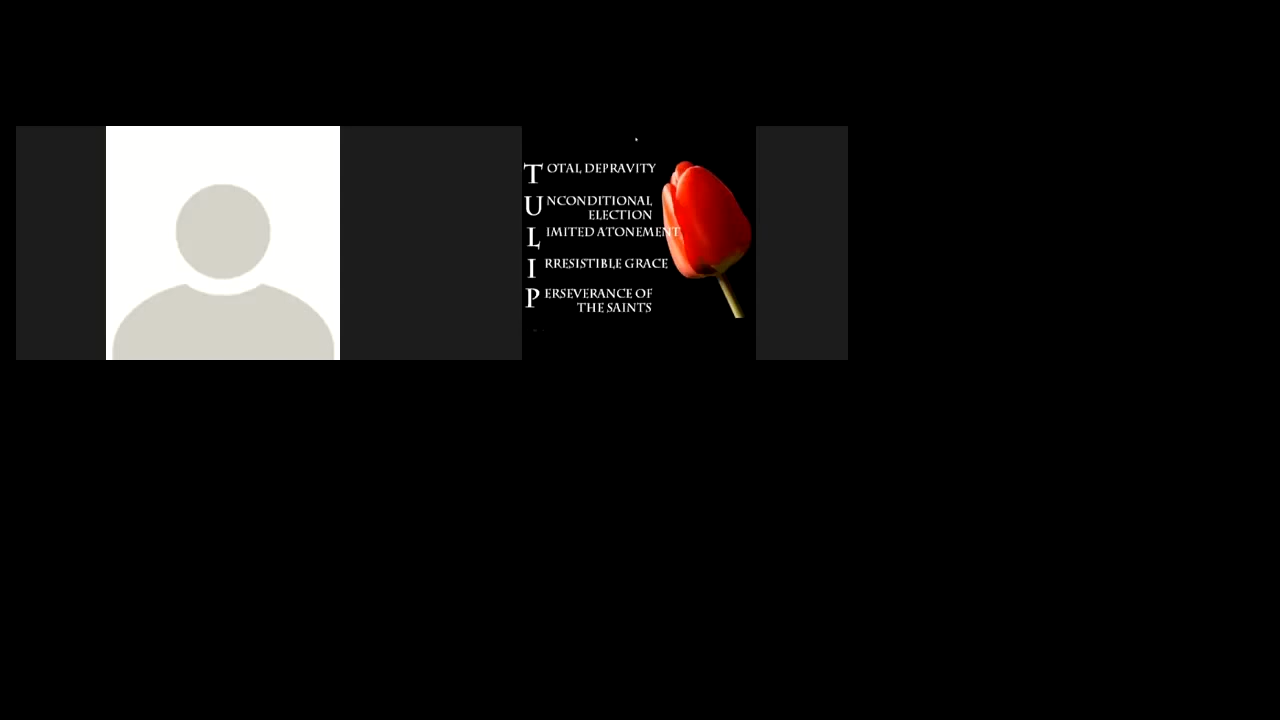 TOTAL DEPRAVITY
UNCONDITIONAL
ELECTION
LIMITED ATONEMENT
IRRESISTIBLE GRACE
PERSEVERANCE OF
THE SAINTS